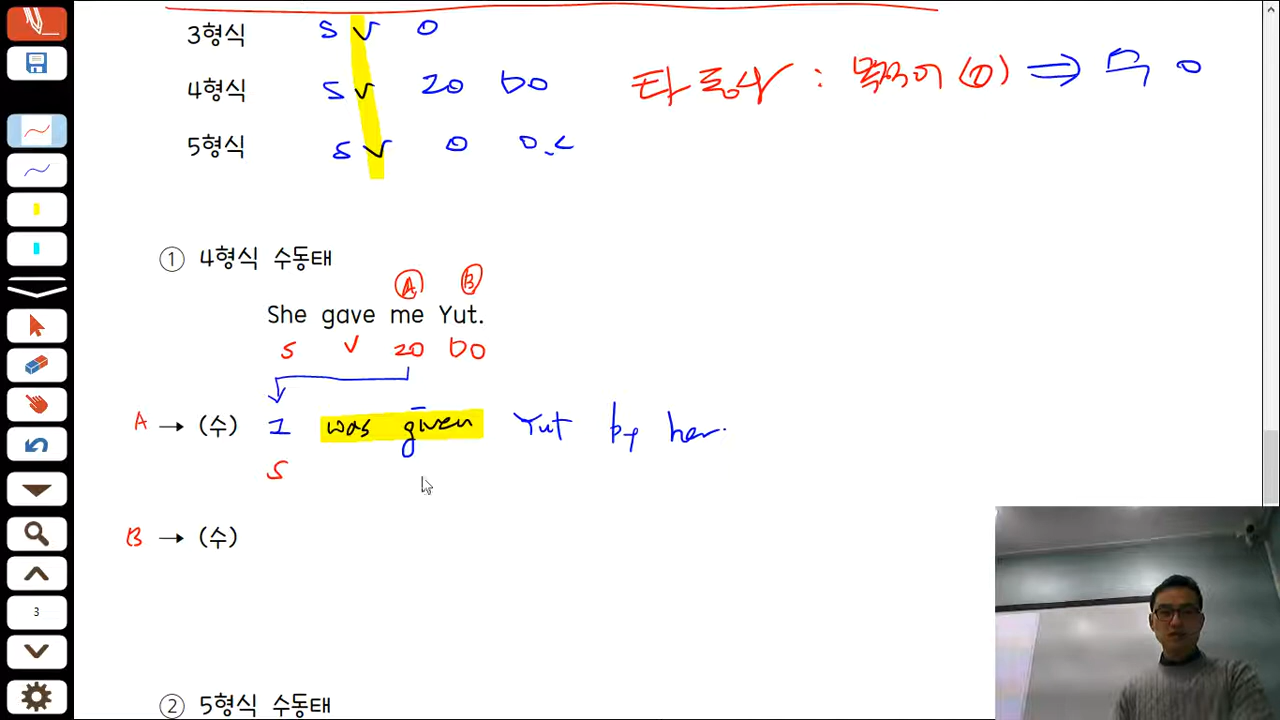 3형식 S V O
4형식 S V IO DO 타동사 : 목적어 (O) ⇒
5형식 S V O O.C
① 4형식 수동태
A B
She gave me Yut.
S V IO DO
A → (수) I was given Yut by her.
S
B → (수)
3
② 5형식 수동태